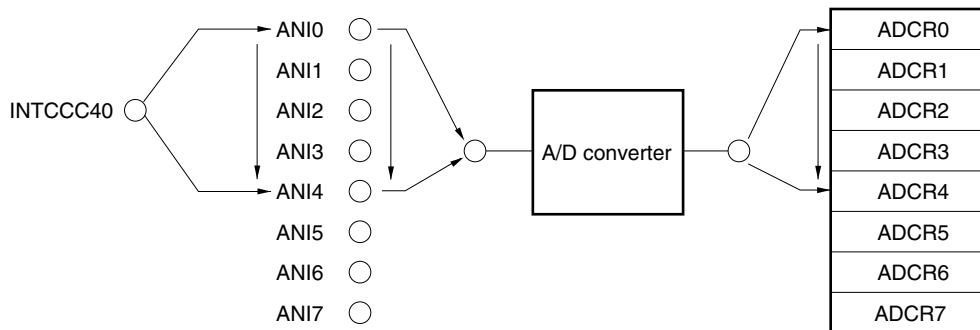 ANI0 ADCR0
ANI1 ADCR1
INTCCC40 ANI2 ADCR2
ANI3 A/D converter ADCR3
ANI4 ADCR4
ANI5 ADCR5
ANI6 ADCR6
ANI7 ADCR7